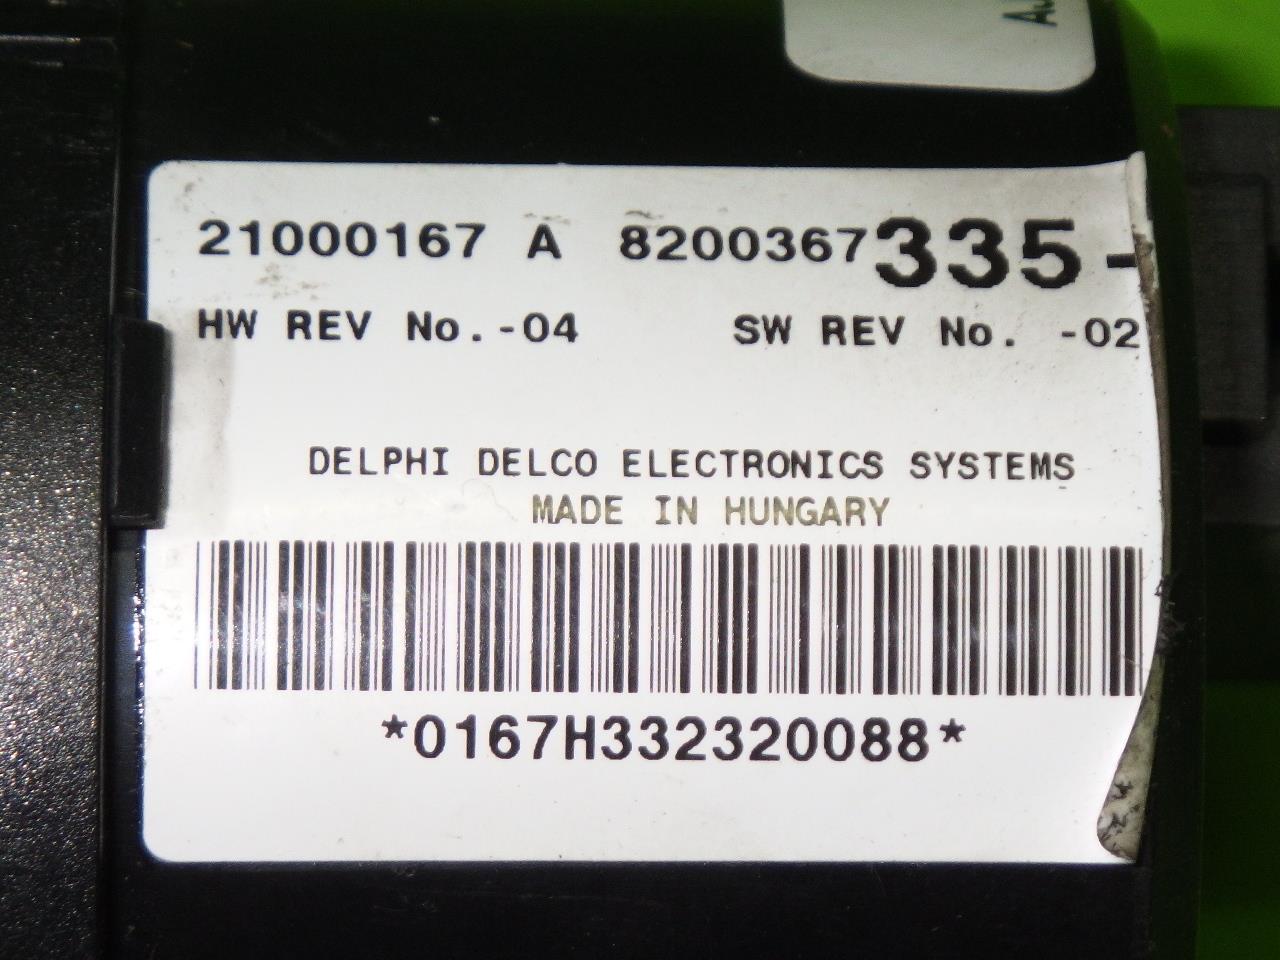 21000167 A 8200367335-
HW REV No.-04 SW REV No. -02
DELPHI DELCO ELECTRONICS SYSTEMS
MADE IN HUNGARY
*0167H332320088*